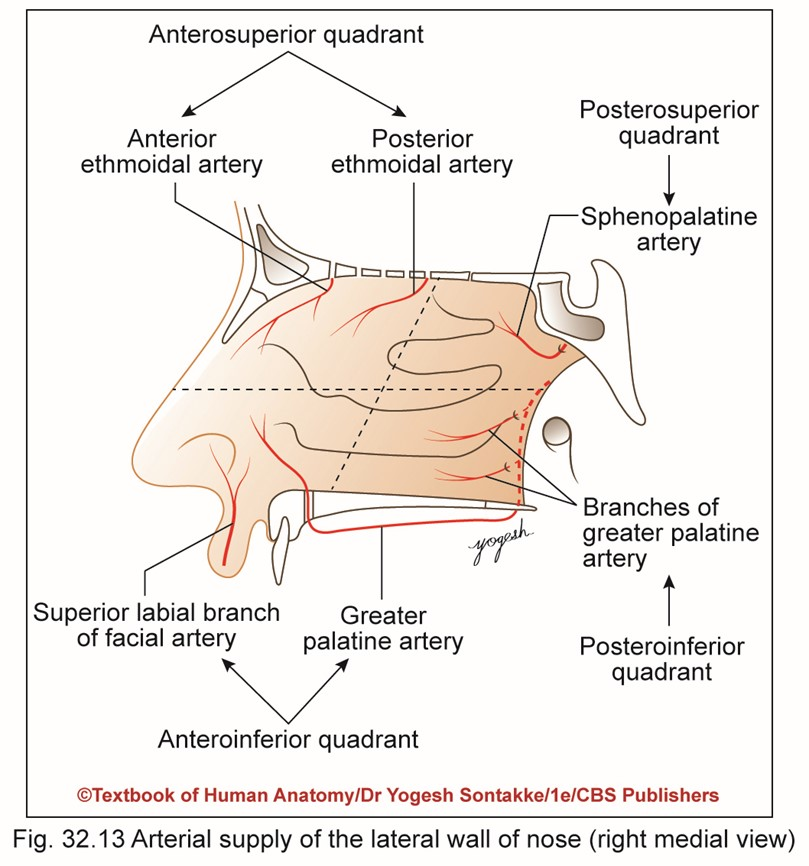 Anterosuperior quadrant
Anterior
ethmoidal artery
Posterior
ethmoidal artery
Posterosuperior
quadrant
Sphenopalatine
artery
Branches of
greater palatine
artery
yogesh
Superior labial branch
of facial artery
Greater
palatine artery
Posteroinferior
quadrant
Anteroinferior quadrant
©Textbook of Human Anatomy/Dr Yogesh Sontakke/1e/CBS Publishers
Fig. 32.13 Arterial supply of the lateral wall of nose (right medial view)